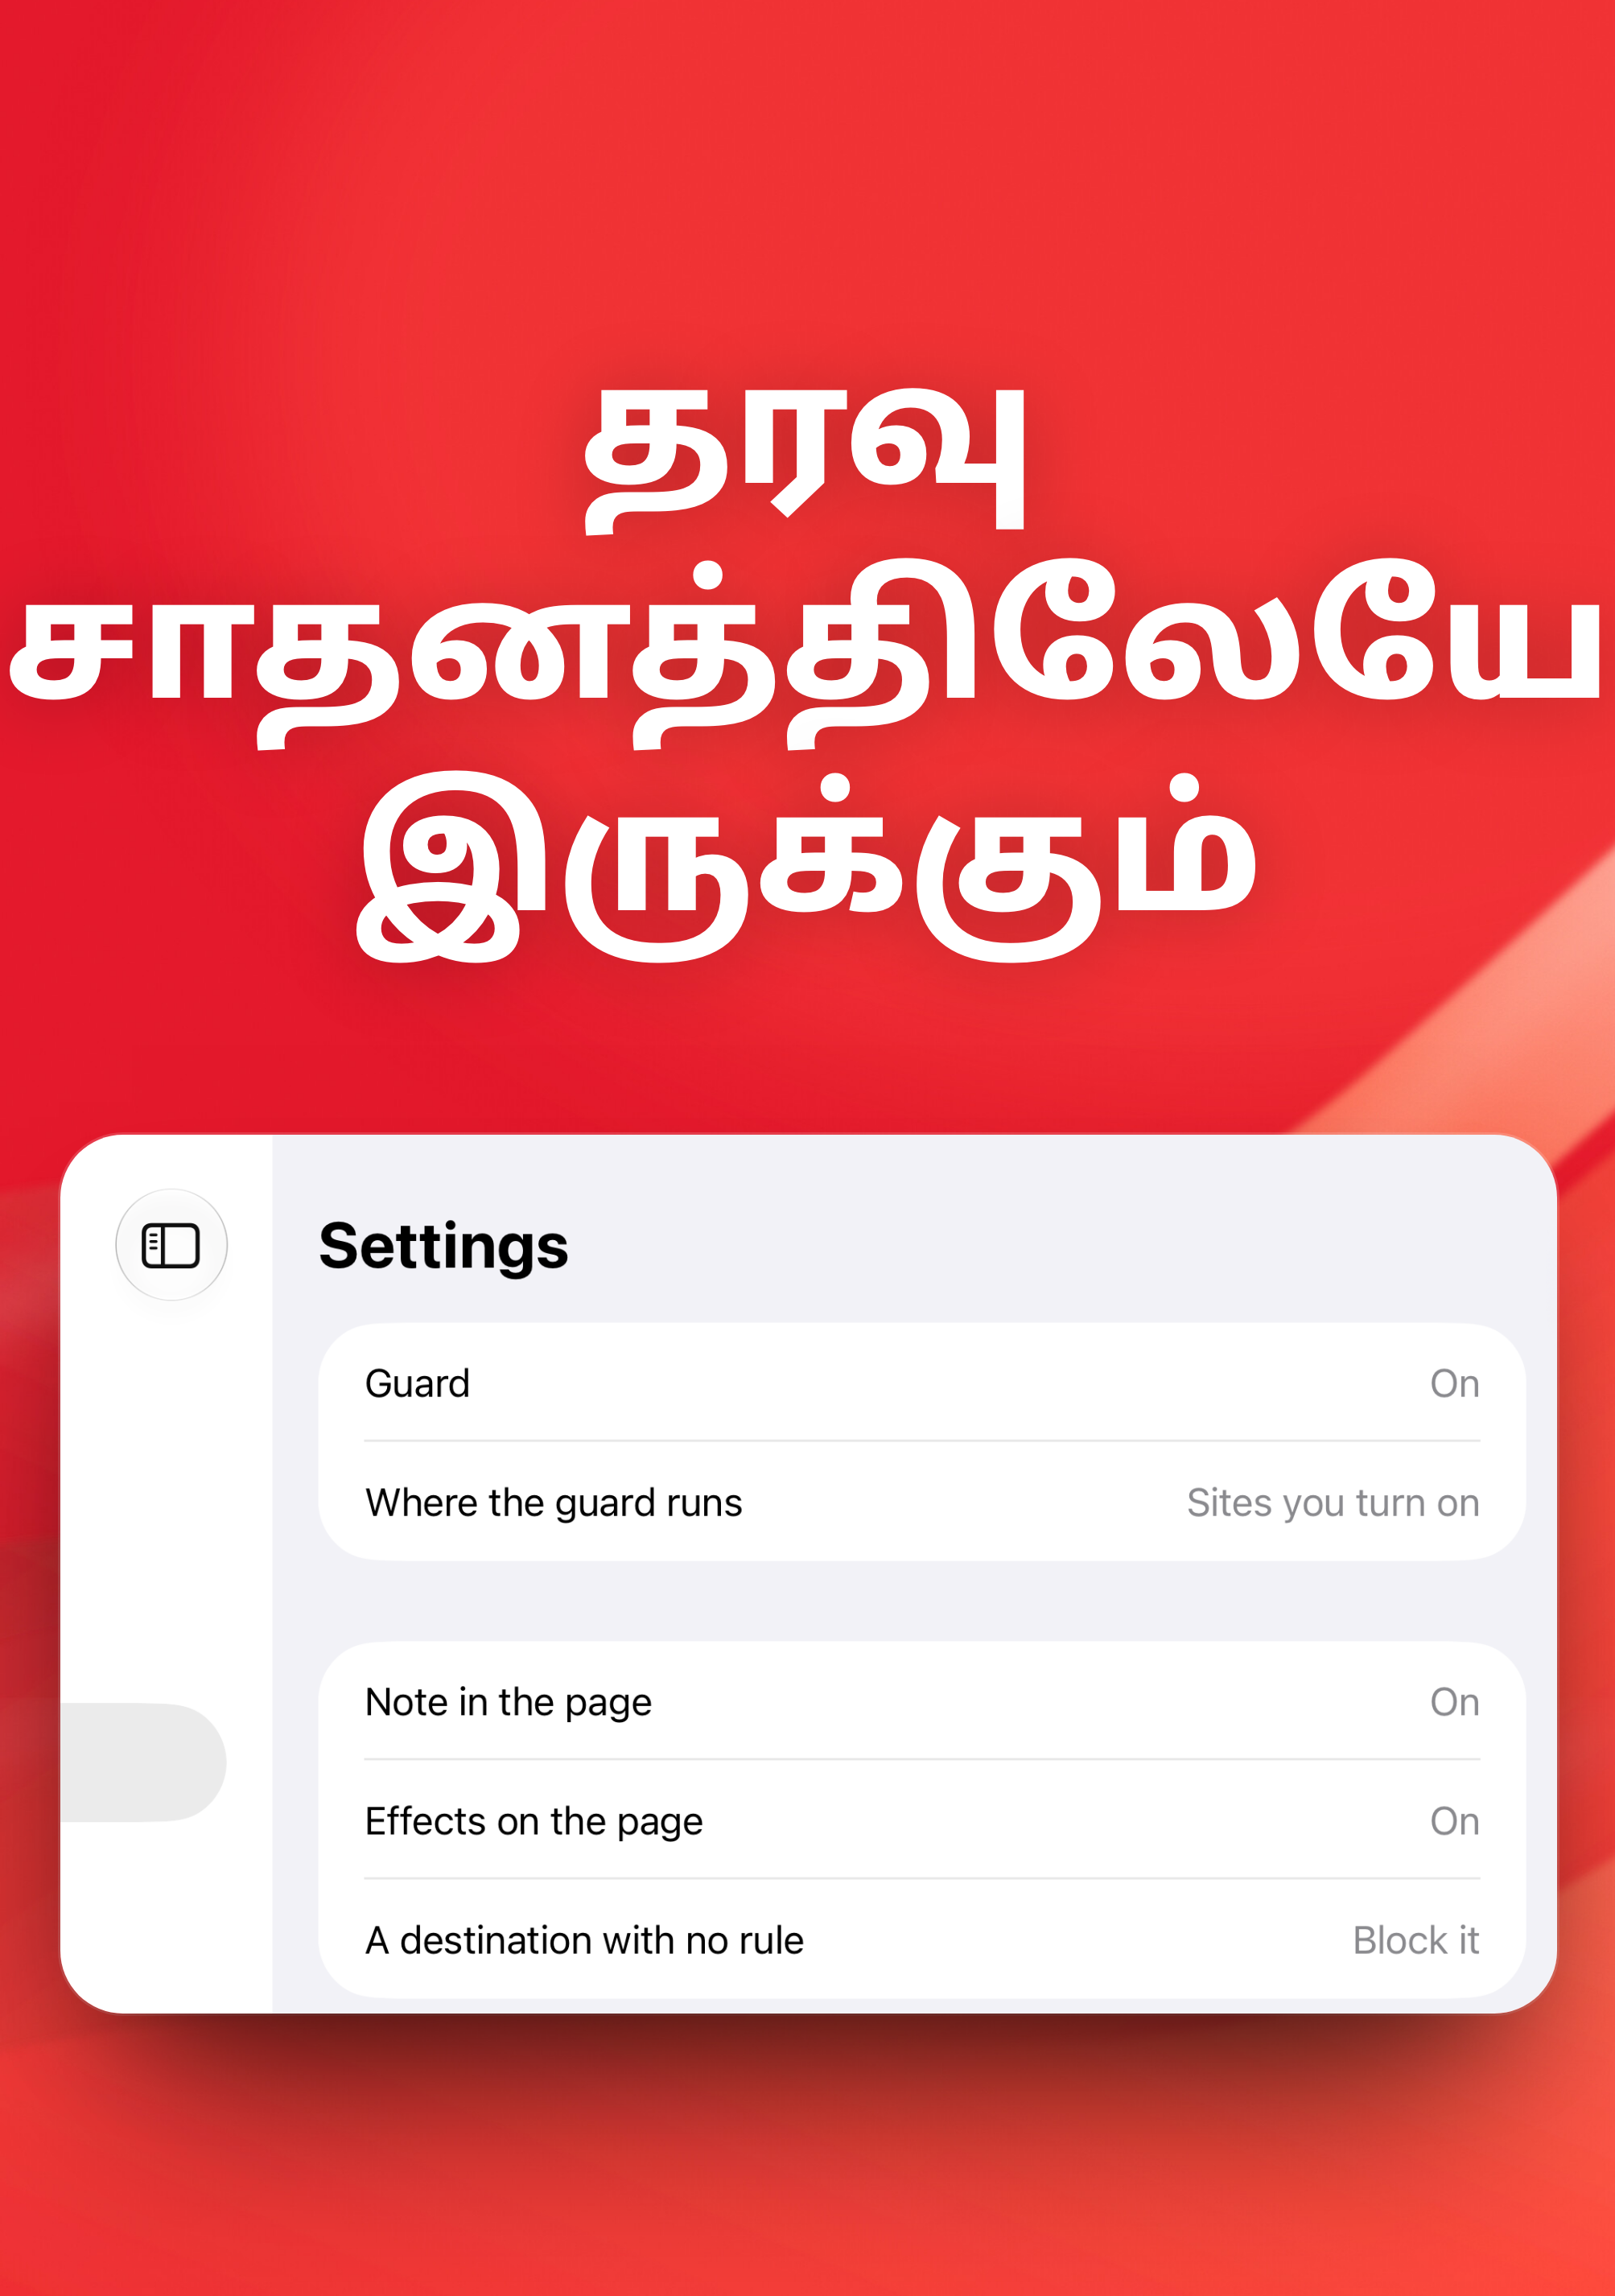 தரவு
சாதனத்திலேயே
இருக்கும்
Settings
Guard On
Where the guard runs Sites you turn on
Note in the page On
Effects on the page On
A destination with no rule Block it